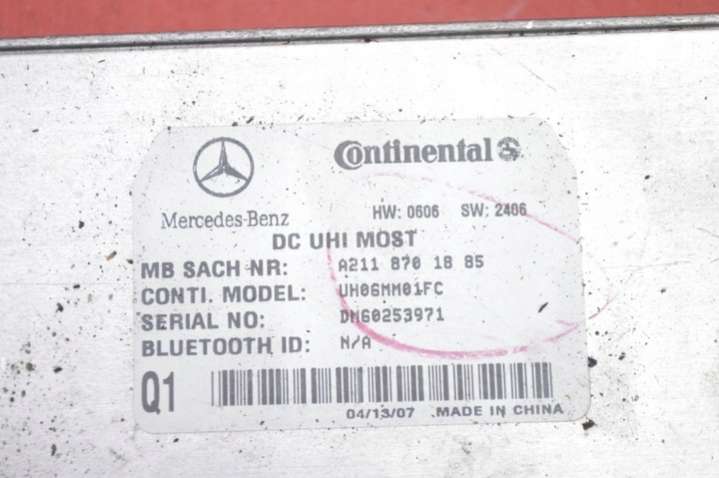 Continental
Mercedes-Benz
HW: 0606 SW: 2406
DC UHI MOST
MB SACH NR: A211 870 18 85
CONTI. MODEL: UH06MM01FC
SERIAL NO: DM60253971
BLUETOOTH ID: N/A
Q1
04/13/07 MADE IN CHINA